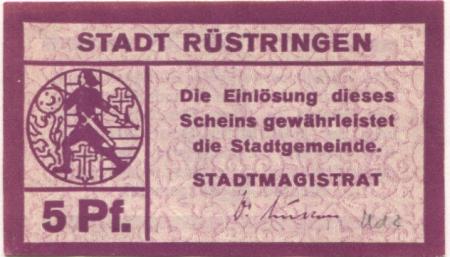 STADT RÜSTRINGEN
Die Einlösung dieses
Scheins gewährleistet
die Stadtgemeinde.
STADTMAGISTRAT
5 Pf.